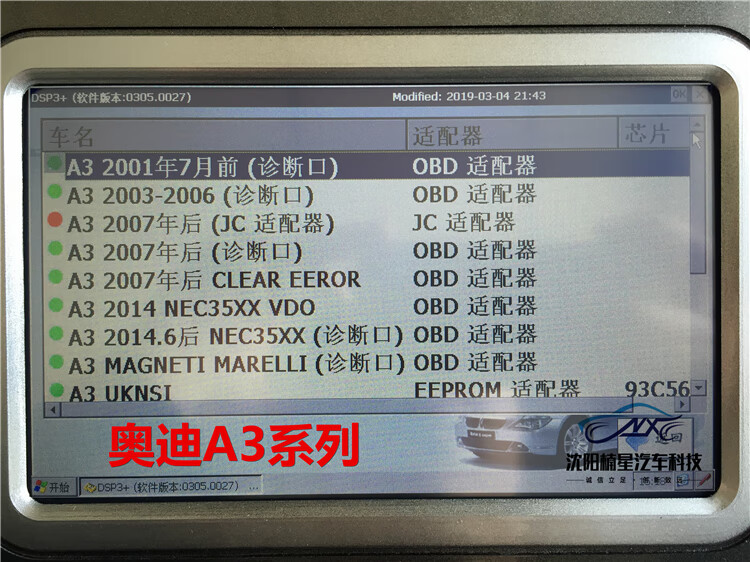 DSP3+ (软件版本:0305.0027) Modified: 2019-03-04 21:43 OK ×
车名 适配器 芯片
A3 2001年7月前 (诊断口) OBD 适配器
A3 2003-2006 (诊断口) OBD 适配器
A3 2007年后 (JC 适配器) JC 适配器
A3 2007年后 (诊断口) OBD 适配器
A3 2007年后 CLEAR EEROR OBD 适配器
A3 2014 NEC35XX VDO OBD 适配器
A3 2014.6后 NEC35XX (诊断口) OBD 适配器
A3 MAGNETI MARELLI (诊断口) OBD 适配器
A3 UKNSI EEPROM 适配器 93C56
奥迪A3系列
返回
沈阳楠星汽车科技
诚信立足
开始 DSP3+ (软件版本:0305.0027) ...